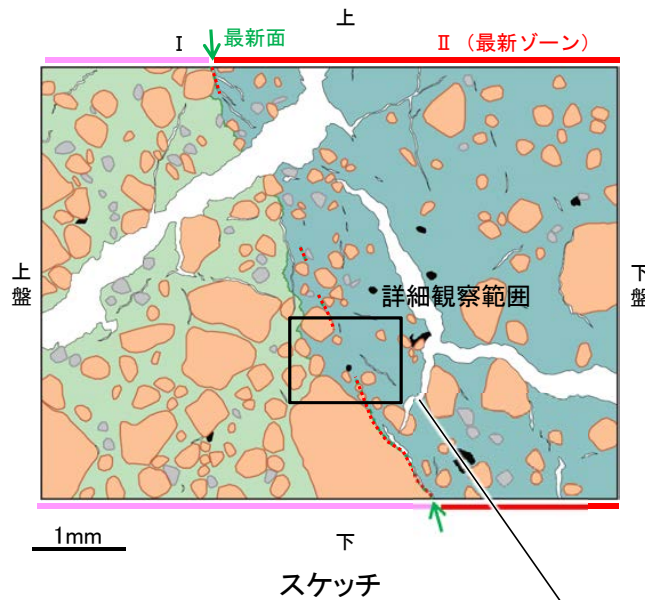 上
I
最新面
II (最新ゾーン)
上盤
下盤
詳細観察範囲
1mm
下
スケッチ